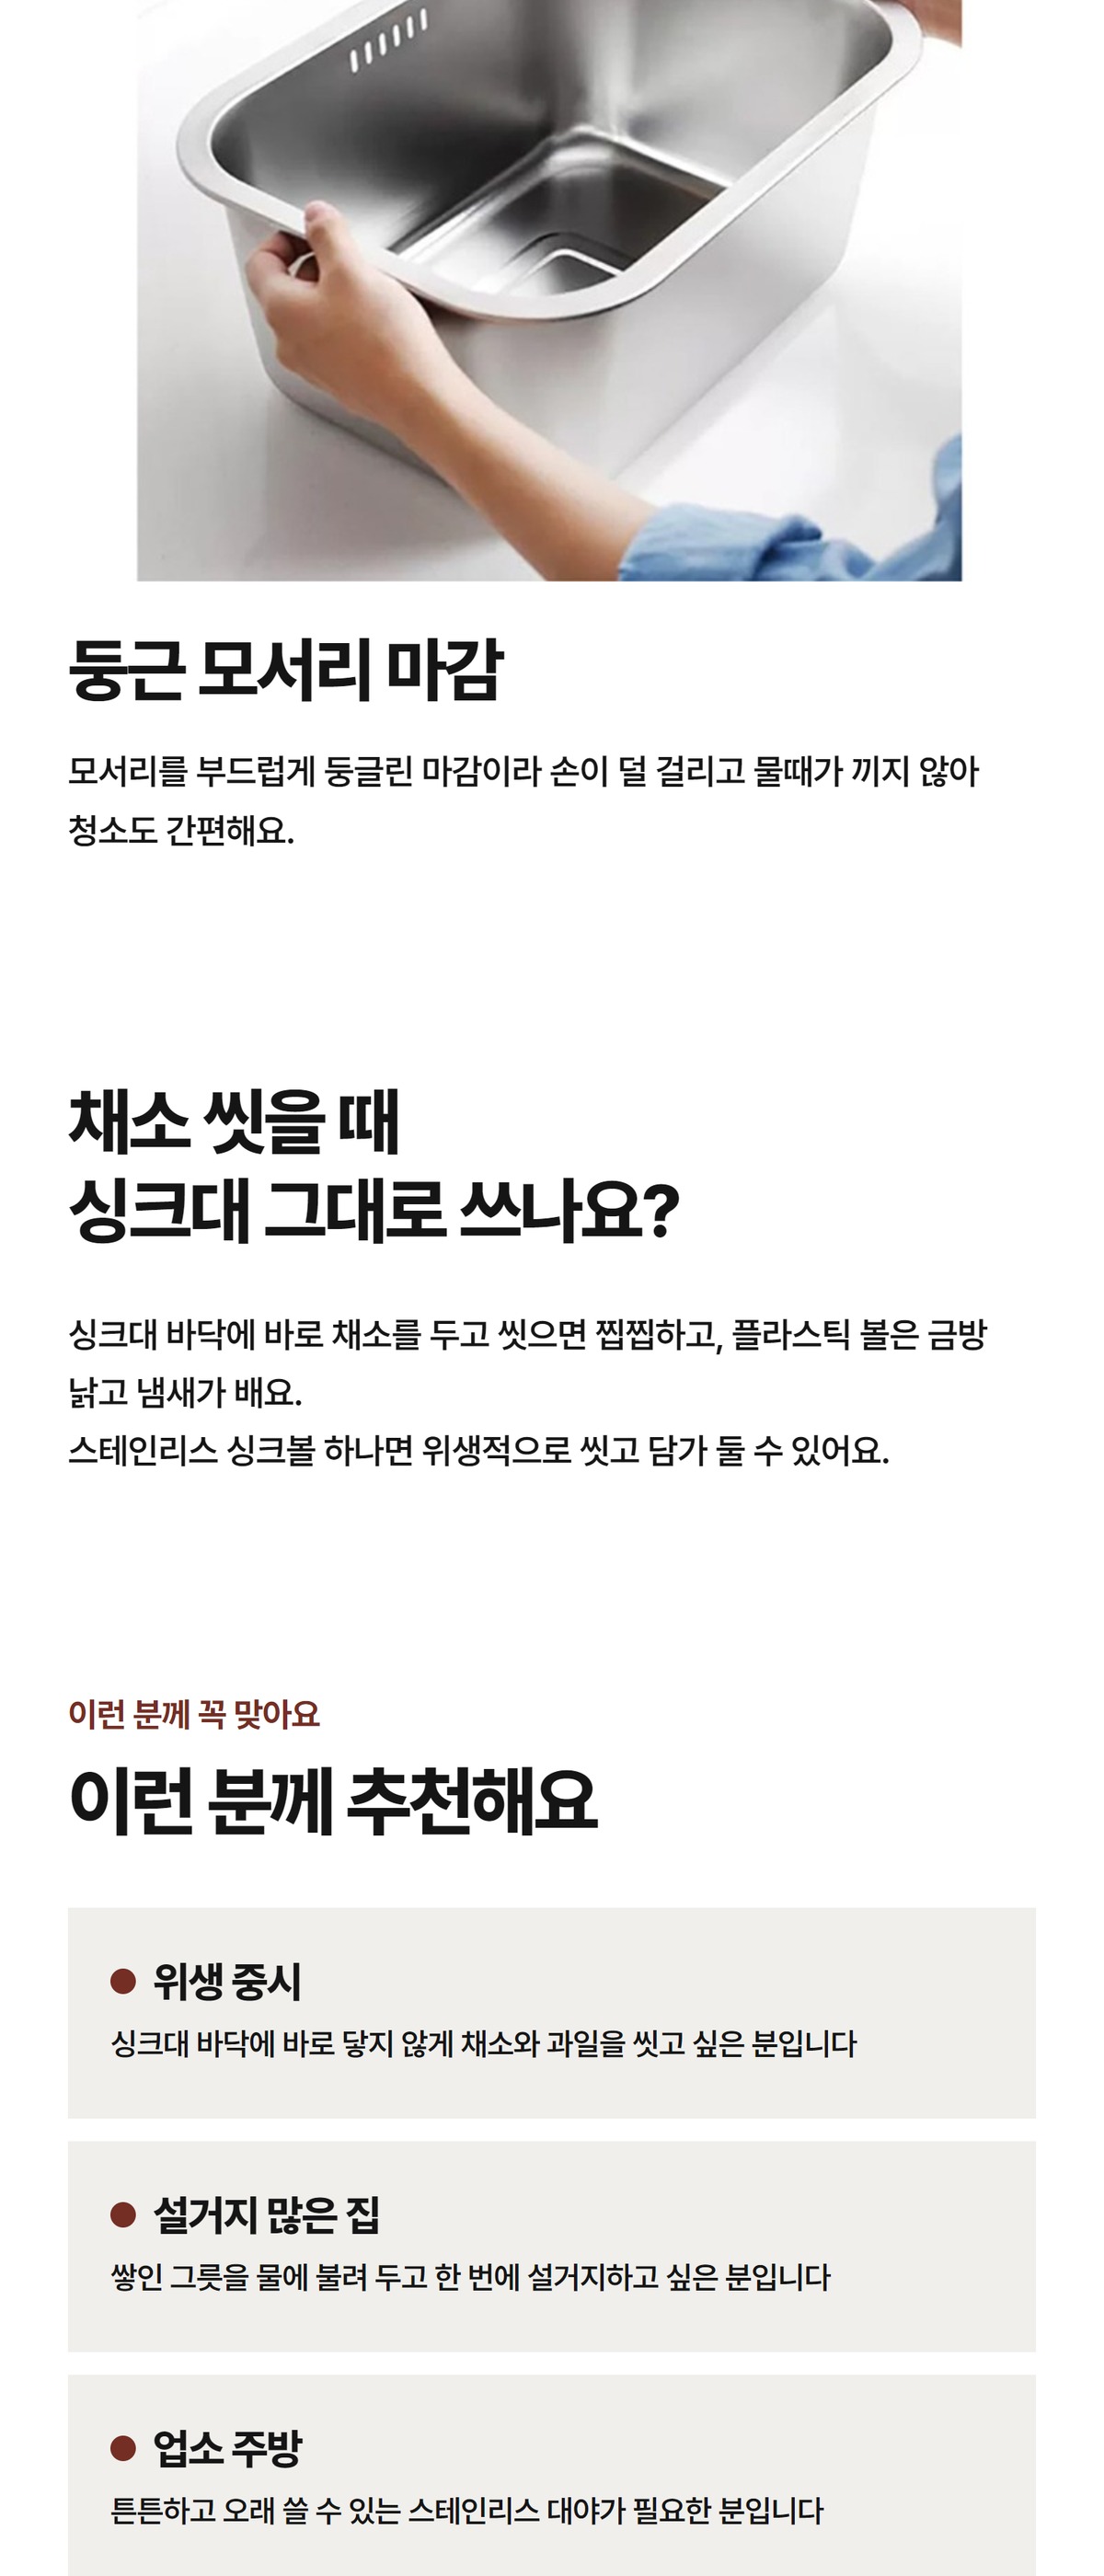 둥근 모서리 마감
모서리를 부드럽게 둥글린 마감이라 손이 덜 걸리고 물때가 끼지 않아
청소도 간편해요.
채소 씻을 때
싱크대 그대로 쓰나요?
싱크대 바닥에 바로 채소를 두고 씻으면 찝찝하고, 플라스틱 볼은 금방
낡고 냄새가 배요.
스테인리스 싱크볼 하나면 위생적으로 씻고 담가 둘 수 있어요.
이런 분께 꼭 맞아요
이런 분께 추천해요
위생 중시
싱크대 바닥에 바로 닿지 않게 채소와 과일을 씻고 싶은 분입니다
설거지 많은 집
쌓인 그릇을 물에 불려 두고 한 번에 설거지하고 싶은 분입니다
업소 주방
튼튼하고 오래 쓸 수 있는 스테인리스 대야가 필요한 분입니다